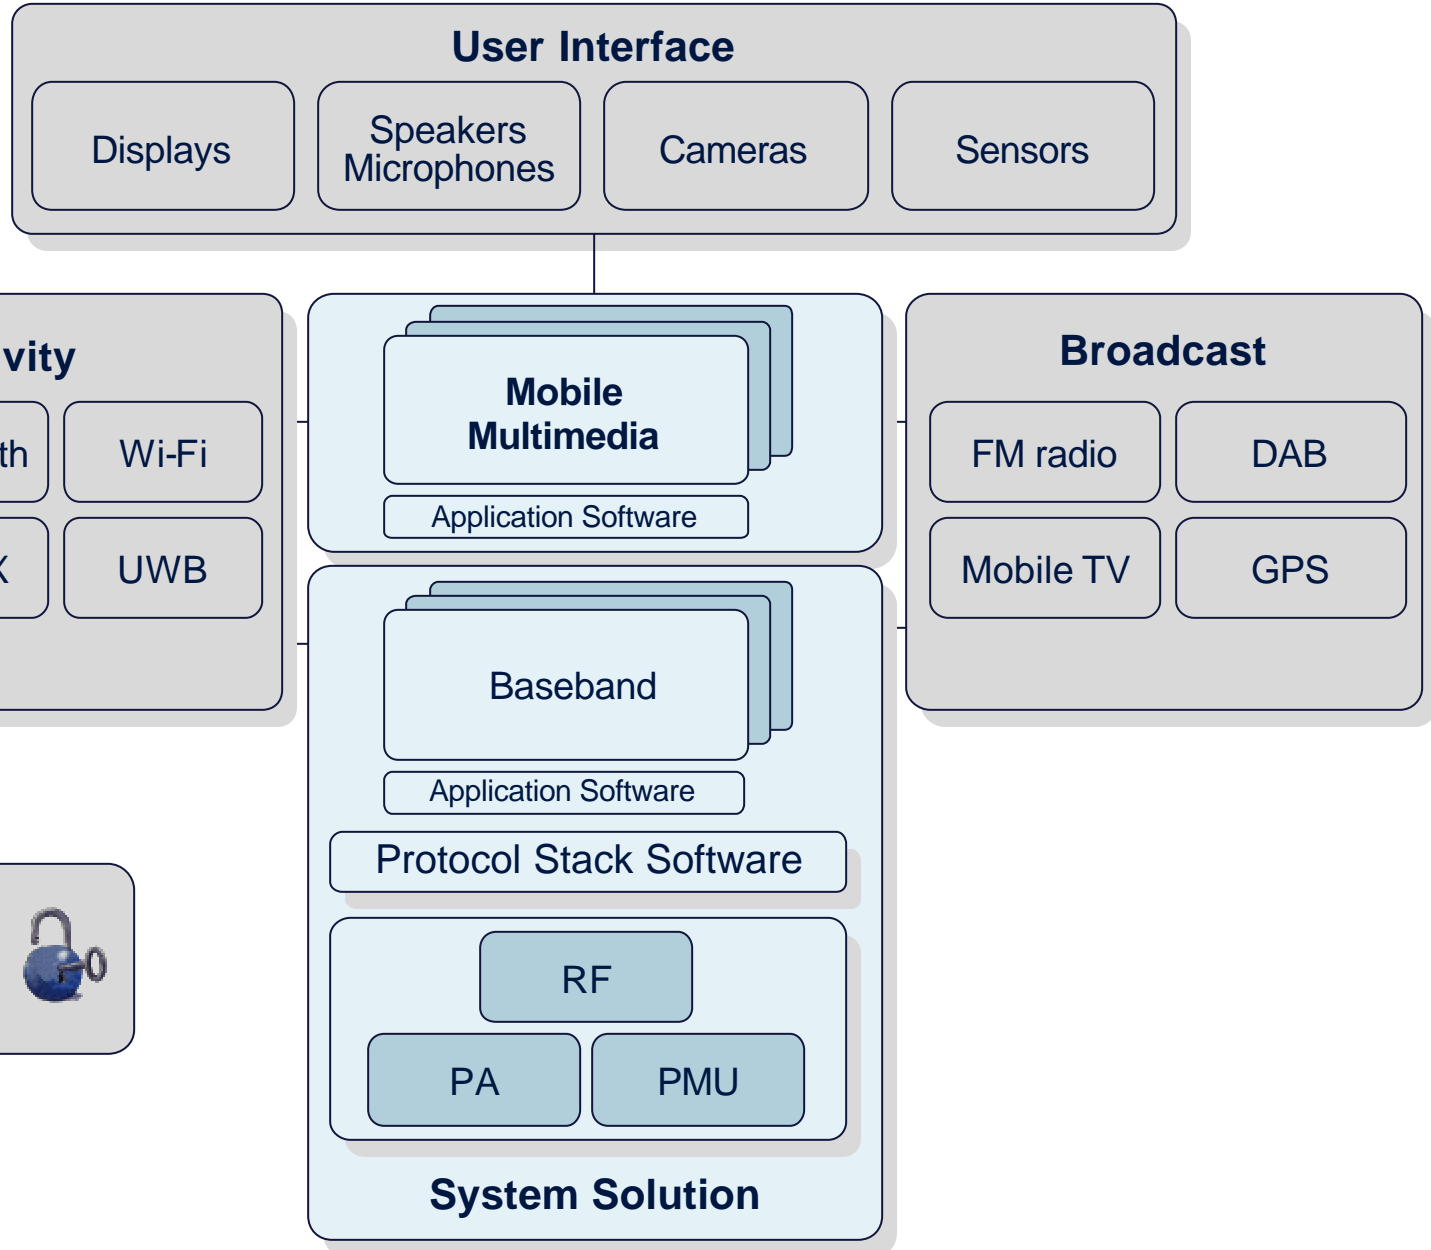 User Interface
Displays
Speakers
Microphones
Cameras
Sensors
vity
th
Wi-Fi
X
UWB
Mobile
Multimedia
Application Software
Broadcast
FM radio
DAB
Mobile TV
GPS
Baseband
Application Software
Protocol Stack Software
RF
PA
PMU
System Solution